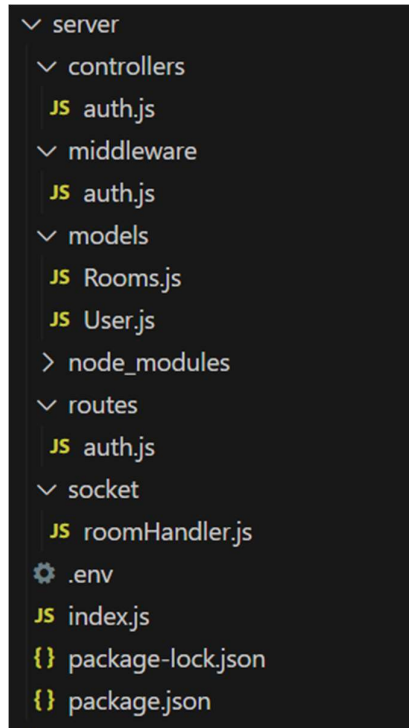 server
controllers
JS auth.js
middleware
JS auth.js
models
JS Rooms.js
JS User.js
node_modules
routes
JS auth.js
socket
JS roomHandler.js
.env
JS index.js
{} package-lock.json
{} package.json